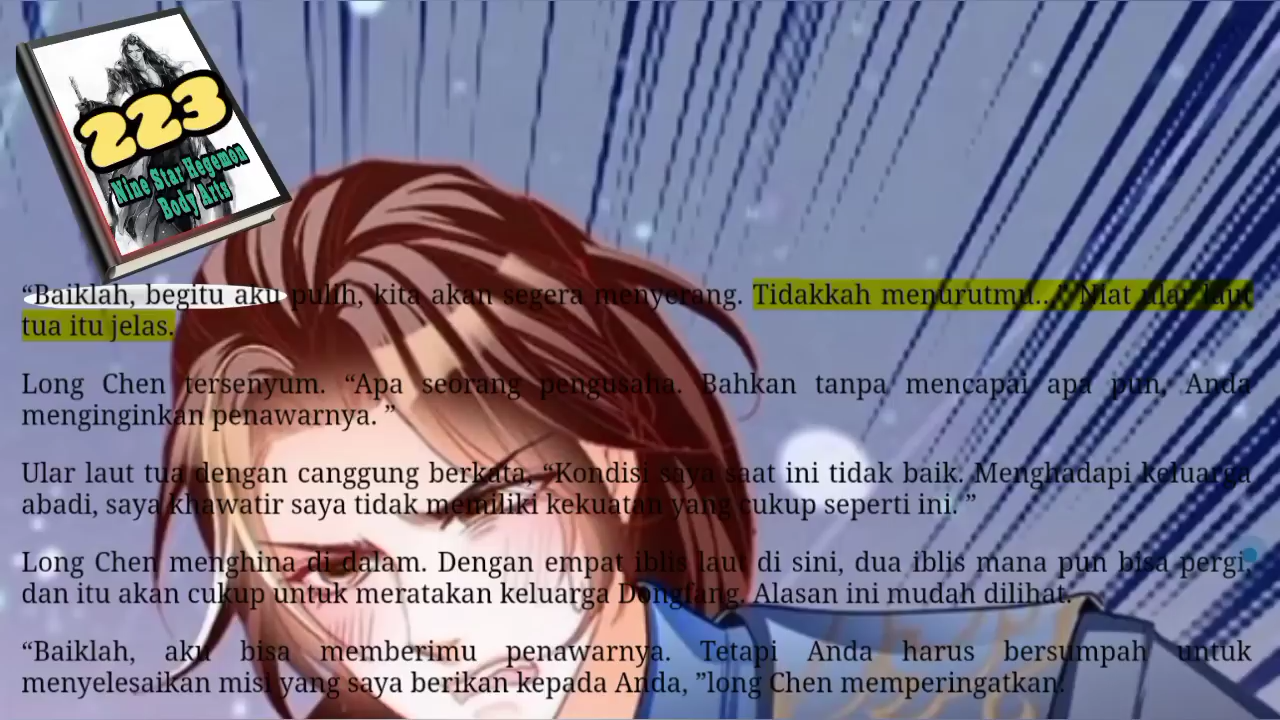 223
Nine Star Hegemon
Body Arts
“Baiklah, begitu aku pulih, kita akan segera menyerang. Tidakkah menurutmu...” Niat ular laut
tua itu jelas.
Long Chen tersenyum. “Apa seorang pengusaha. Bahkan tanpa mencapai apa pun, Anda
menginginkan penawarnya. ”
Ular laut tua dengan canggung berkata, “Kondisi saya saat ini tidak baik. Menghadapi keluarga
abadi, saya khawatir saya tidak memiliki kekuatan yang cukup seperti ini. ”
Long Chen menghina di dalam. Dengan empat iblis laut di sini, dua iblis mana pun bisa pergi,
dan itu akan cukup untuk meratakan keluarga Dongfang. Alasan ini mudah dilihat.
“Baiklah, aku bisa memberimu penawarnya. Tetapi Anda harus bersumpah untuk
menyelesaikan misi yang saya berikan kepada Anda, ”long Chen memperingatkan.